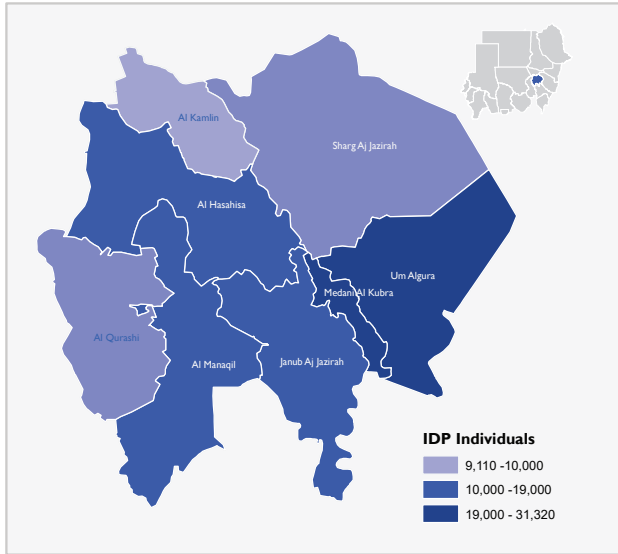 Al Kamlin
Sharg Aj Jazirah
Al Hasahisa
Um Algura
Medani Al Kubra
Al Qurashi
Al Manaqil
Janub Aj Jazirah
IDP Individuals
9,110 -10,000
10,000 -19,000
19,000 - 31,320